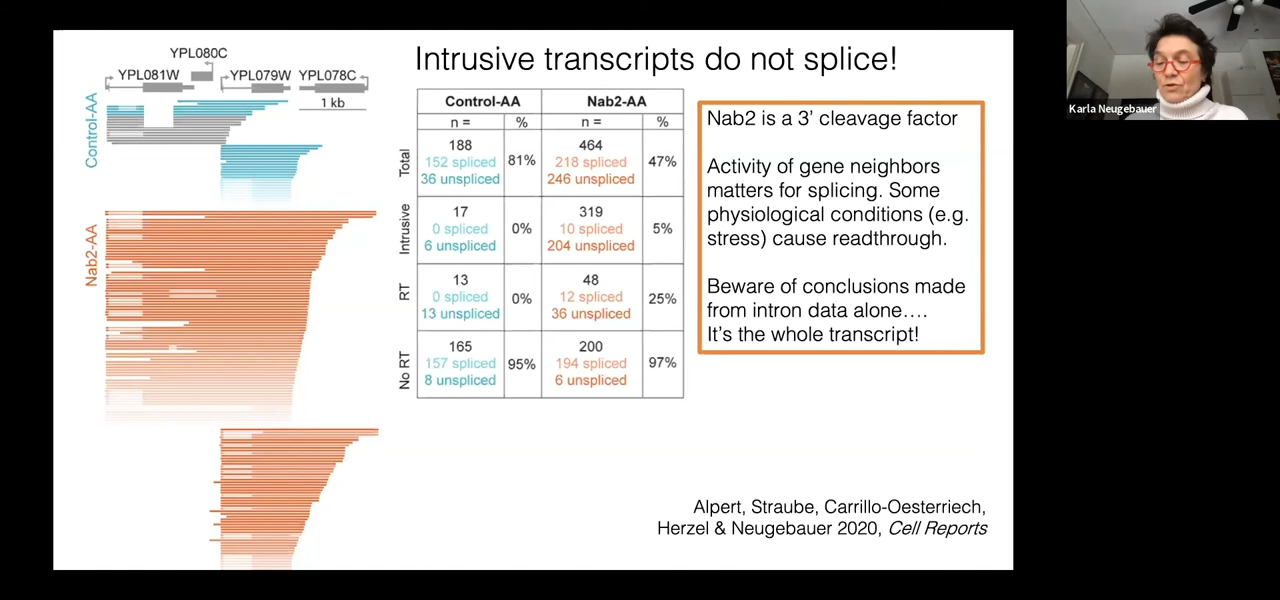 Intrusive transcripts do not splice!
YPL080C
YPL081W
YPL079W
YPL078C
1 kb
Control-AA
Nab2-AA
Control-AA Nab2-AA
n = % n = %
Total
188 464
152 spliced 81% 218 spliced 47%
36 unspliced 246 unspliced
Intrusive
17 319
0 spliced 0% 10 spliced 5%
6 unspliced 204 unspliced
RT
13 48
0 spliced 0% 12 spliced 25%
13 unspliced 36 unspliced
No RT
165 200
157 spliced 95% 194 spliced 97%
8 unspliced 6 unspliced
Nab2 is a 3' cleavage factor
Activity of gene neighbors
matters for splicing. Some
physiological conditions (e.g.
stress) cause readthrough.
Beware of conclusions made
from intron data alone....
It's the whole transcript!
Alpert, Straube, Carrillo-Oesterriech,
Herzel & Neugebauer 2020, Cell Reports
Karla Neugebauer